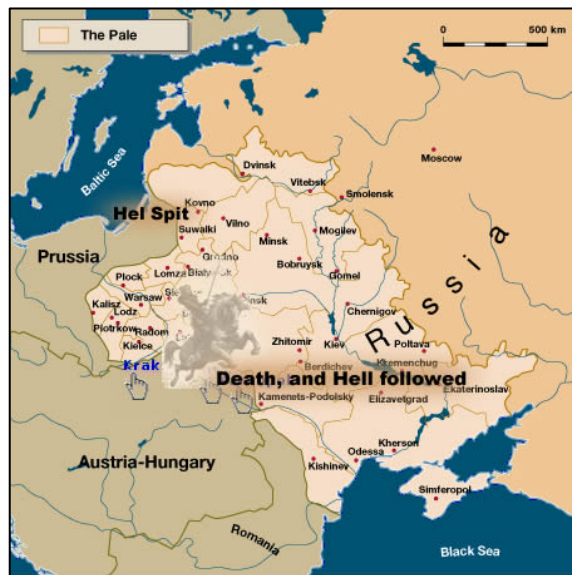 The Pale
0 500 km
Baltic Sea
Moscow
Dvinsk
Vitebsk
Smolensk
Kovno
Hel Spit
Vilno
Suwalki
Mogilev
Minsk
Prussia
Grodno
Lomza
Bobruysk
Gomel
Plock
Russia
Kalisz
Warsaw
Lodz
Chernigov
Piotrkow
Radom
Kielce
Zhitomir
Kiev
Poltava
Krak
Berdichev
Kremenchug
Death, and Hell followed
Ekaterinoslav
Kamenets-Podolsky
Elizavetgrad
Austria-Hungary
Kishinev
Odessa
Kherson
Simferopol
Romania
Black Sea